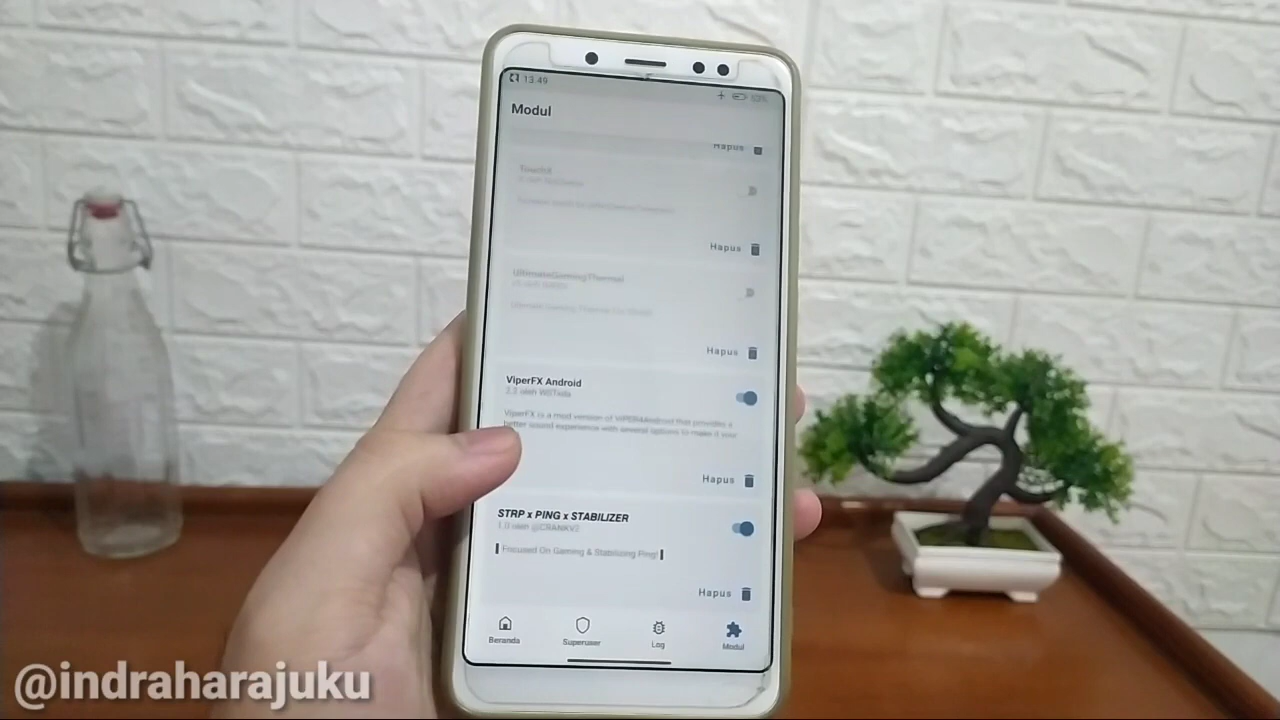 13.49
Modul
Hapus
Hapus
UltimateGamingThermal
Hapus
ViperFX Android
ViperFX is a mod version of ViPER4Android that provides a
better sound experience with several options to make it your
Hapus
STRP x PING x STABILIZER
1.0 oleh @CRANKV2
Focused On Gaming & Stabilizing Ping!
Hapus
Beranda
Superuser
Log
Modul
@indraharajuku